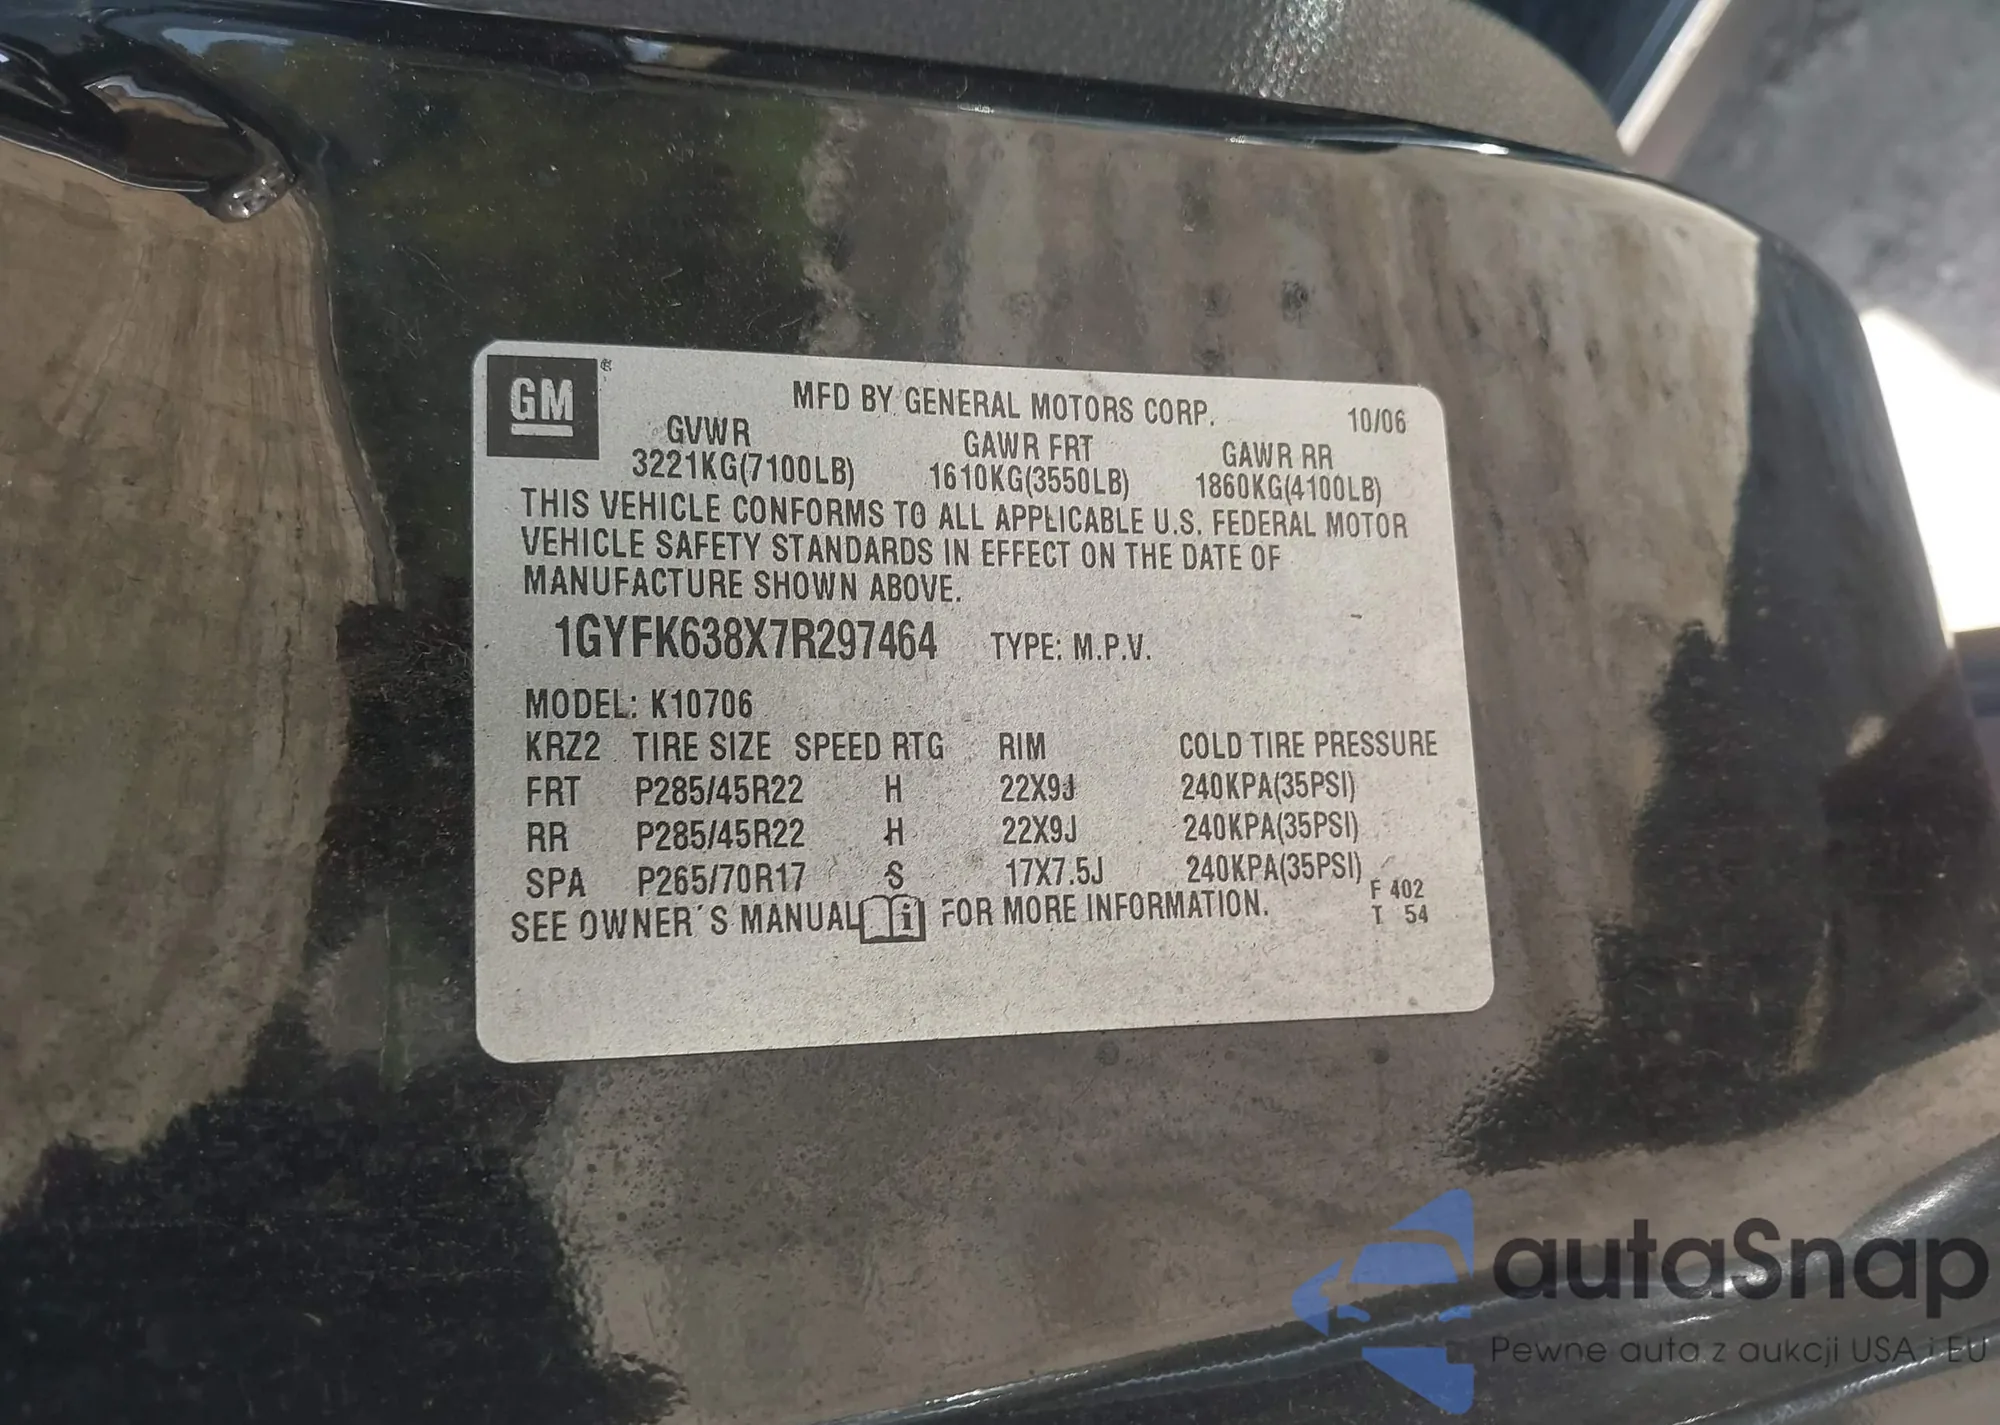 GM
MFD BY GENERAL MOTORS CORP. 10/06
GVWR GAWR FRT GAWR RR
3221KG(7100LB) 1610KG(3550LB) 1860KG(4100LB)
THIS VEHICLE CONFORMS TO ALL APPLICABLE U.S. FEDERAL MOTOR
VEHICLE SAFETY STANDARDS IN EFFECT ON THE DATE OF
MANUFACTURE SHOWN ABOVE.
1GYFK638X7R297464 TYPE: M.P.V.
MODEL: K10706
KRZ2 TIRE SIZE SPEED RTG RIM COLD TIRE PRESSURE
FRT P285/45R22 H 22X9J 240KPA(35PSI)
RR P285/45R22 H 22X9J 240KPA(35PSI)
SPA P265/70R17 S 17X7.5J 240KPA(35PSI)
SEE OWNER'S MANUAL i FOR MORE INFORMATION.
F 402
T 54
autaSnap
Pewne auta z aukcji USA i EU